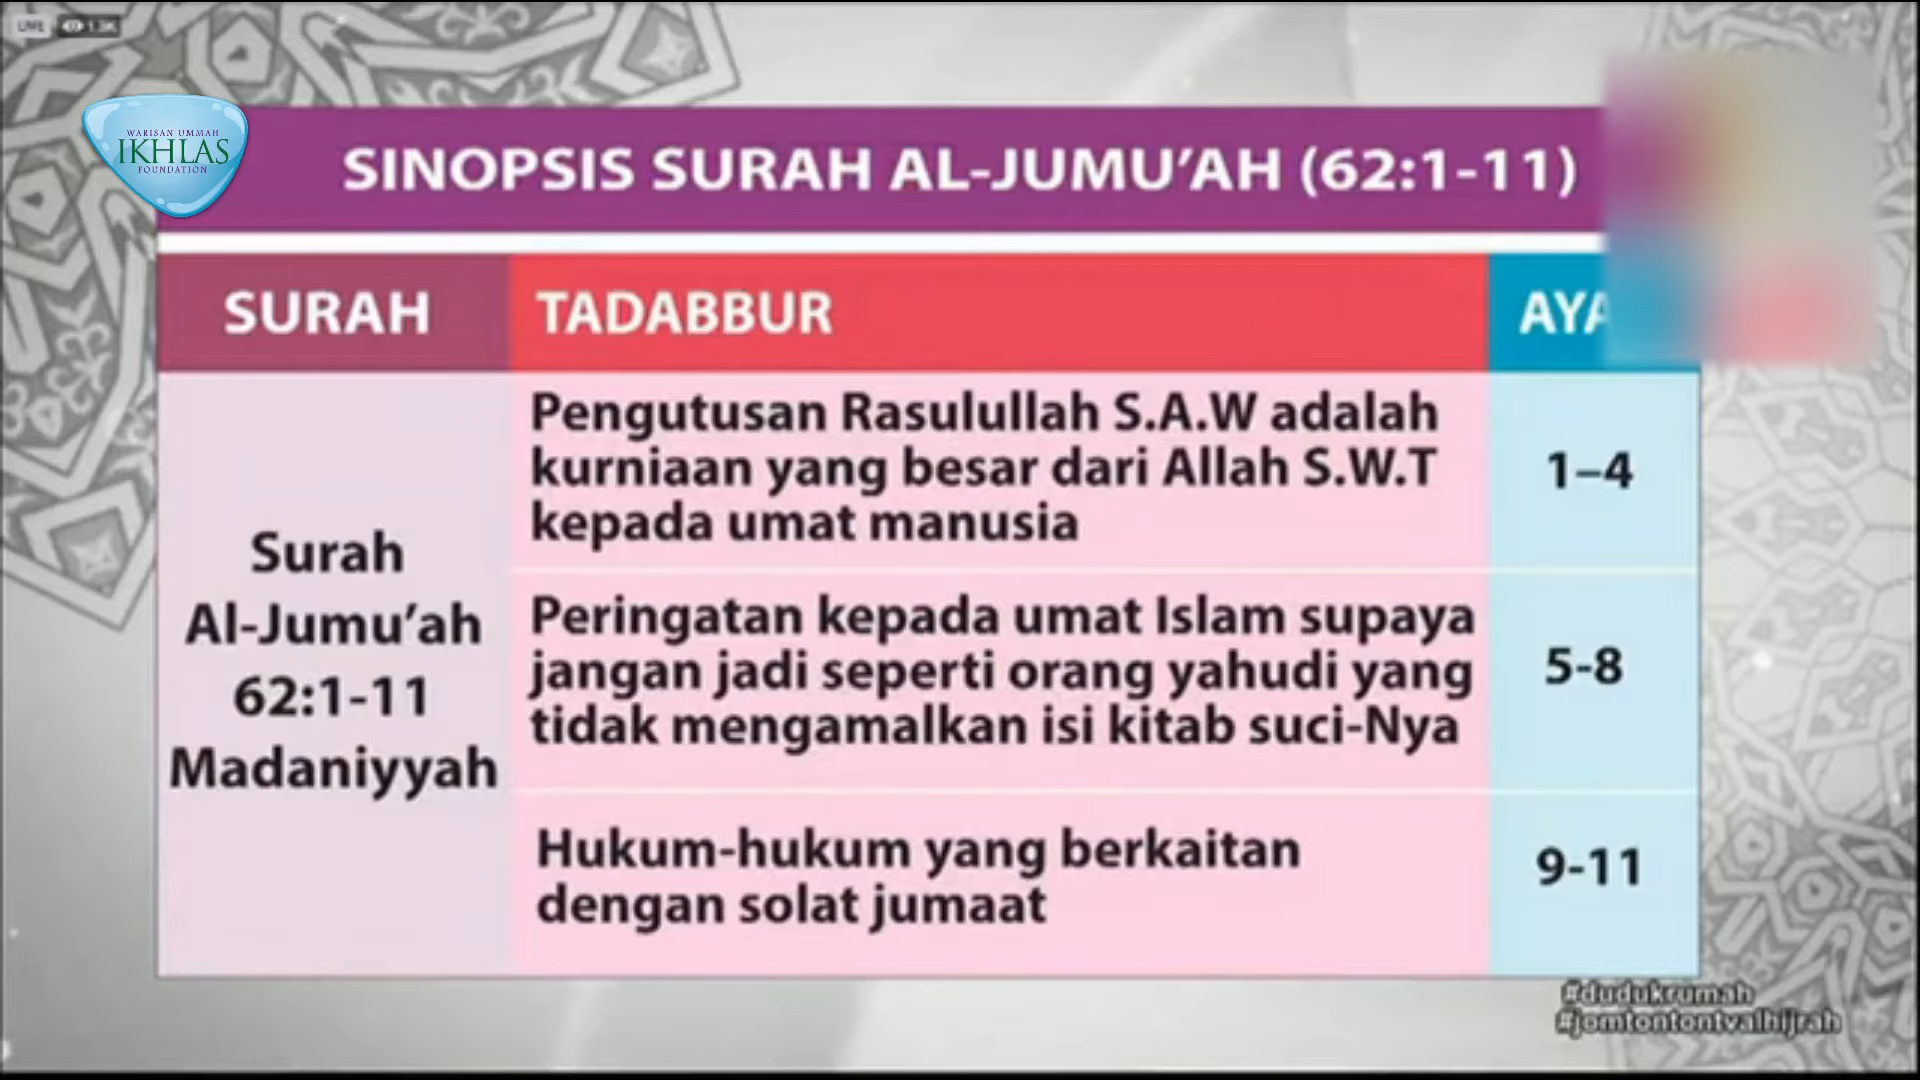 LIVE 1.3K
WARISAN UMMAH
IKHLAS
FOUNDATION
SINOPSIS SURAH AL-JUMU'AH (62:1-11)
SURAH
TADABBUR
Surah
Al-Jumu'ah
62:1-11
Madaniyyah
Pengutusan Rasulullah S.A.W adalah
kurniaan yang besar dari Allah S.W.T
kepada umat manusia
1–4
Peringatan kepada umat Islam supaya
jangan jadi seperti orang yahudi yang
tidak mengamalkan isi kitab suci-Nya
5-8
Hukum-hukum yang berkaitan
dengan solat jumaat
9-11
#dudukrumah
#jomtontontvalhijrah